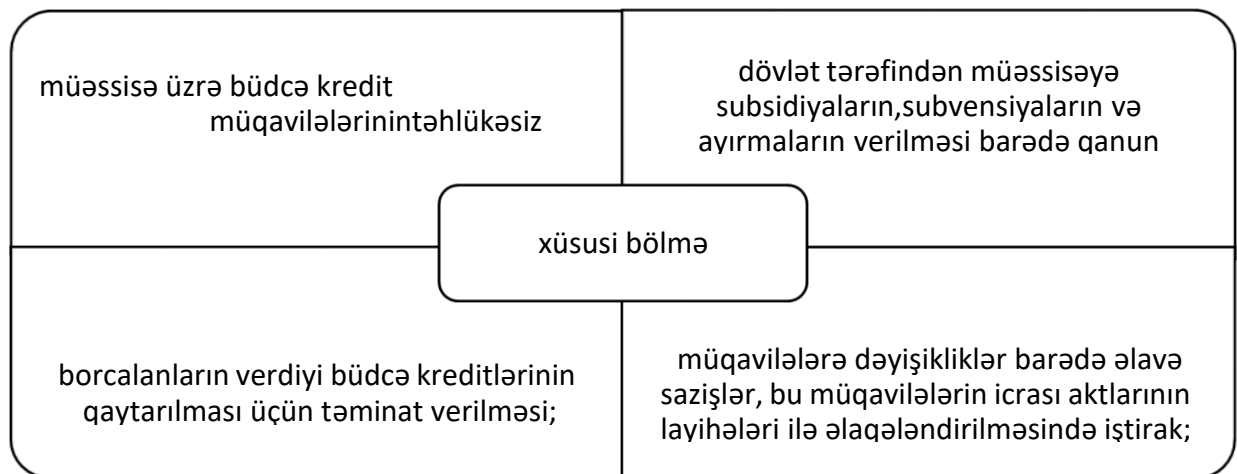 müəssisə üzrə büdcə kredit
müqavilələrinintəhlükəsiz
dövlət tərəfindən müəssisəyə
subsidiyaların,subvensiyaların və
ayırmaların verilməsi barədə qanun
xüsusi bölmə
borcalanların verdiyi büdcə kreditlərinin
qaytarılması üçün təminat verilməsi;
müqavilələrə dəyişikliklər barədə əlavə
sazişlər, bu müqavilələrin icrası aktlarının
layihələri ilə əlaqələndirilməsində iştirak;